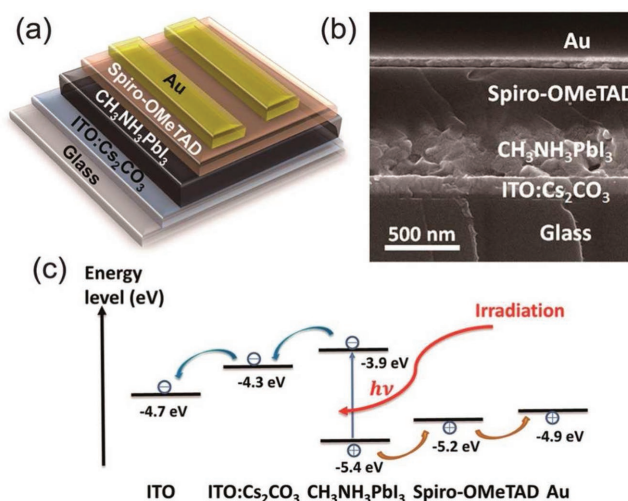 (a)
Au
Spiro-OMeTAD
CH₃NH₃PbI₃
ITO:Cs₂CO₃
Glass
(b)
Au
Spiro-OMeTAD
CH₃NH₃PbI₃
ITO:Cs₂CO₃
500 nm
Glass
(c)
Energy
level (eV)
Irradiation
hν
-3.9 eV
-4.3 eV
-4.7 eV
-5.4 eV
-5.2 eV
-4.9 eV
ITO ITO:Cs₂CO₃ CH₃NH₃PbI₃ Spiro-OMeTAD Au